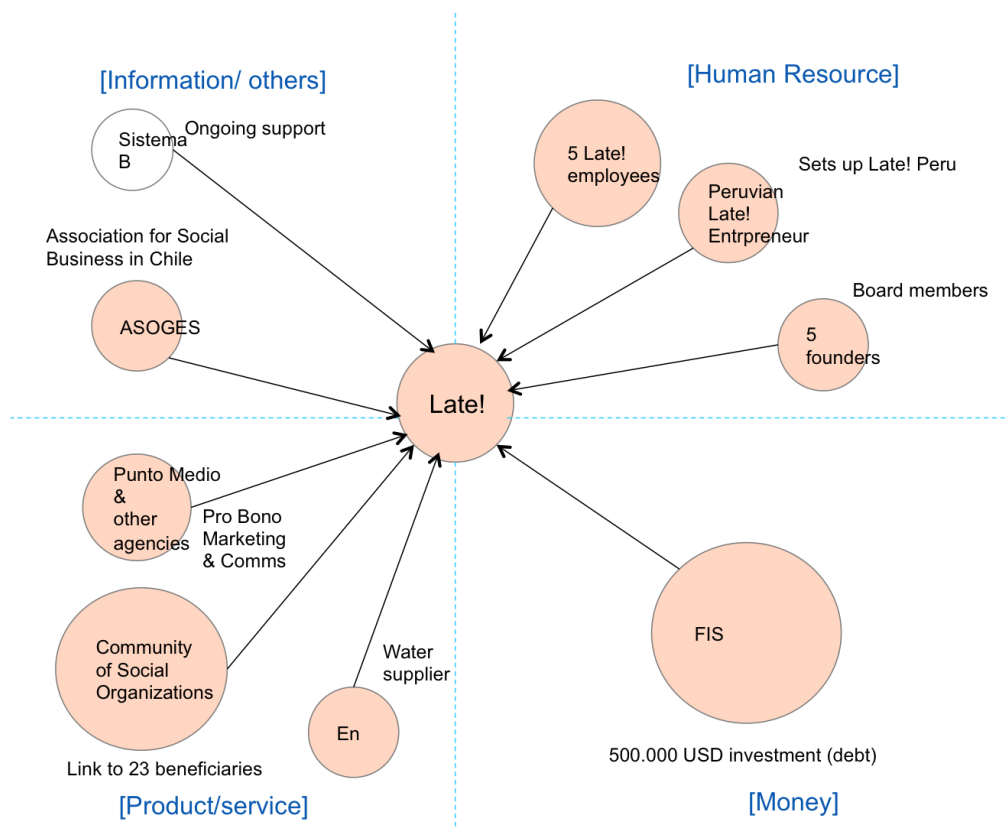 [Information/ others]
[Human Resource]
Sistema
B
Ongoing support
5 Late!
employees
Sets up Late! Peru
Peruvian
Late!
Entrpreneur
Association for Social
Business in Chile
ASOGES
Board members
5
founders
Late!
Punto Medio
&
other
agencies
Pro Bono
Marketing
& Comms
Community
of Social
Organizations
Link to 23 beneficiaries
Water
supplier
En
FIS
500.000 USD investment (debt)
[Product/service]
[Money]